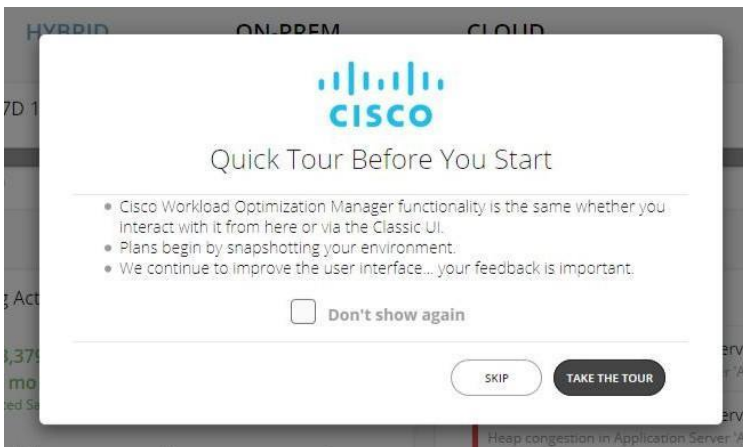 HYBRID ON-PREM CLOUD
7D 1
CISCO
Quick Tour Before You Start
Cisco Workload Optimization Manager functionality is the same whether you
interact with it from here or via the Classic UI.
Plans begin by snapshotting your environment.
We continue to improve the user interface... your feedback is important.
Don't show again
SKIP TAKE THE TOUR
Heap congestion in Application Server 'A